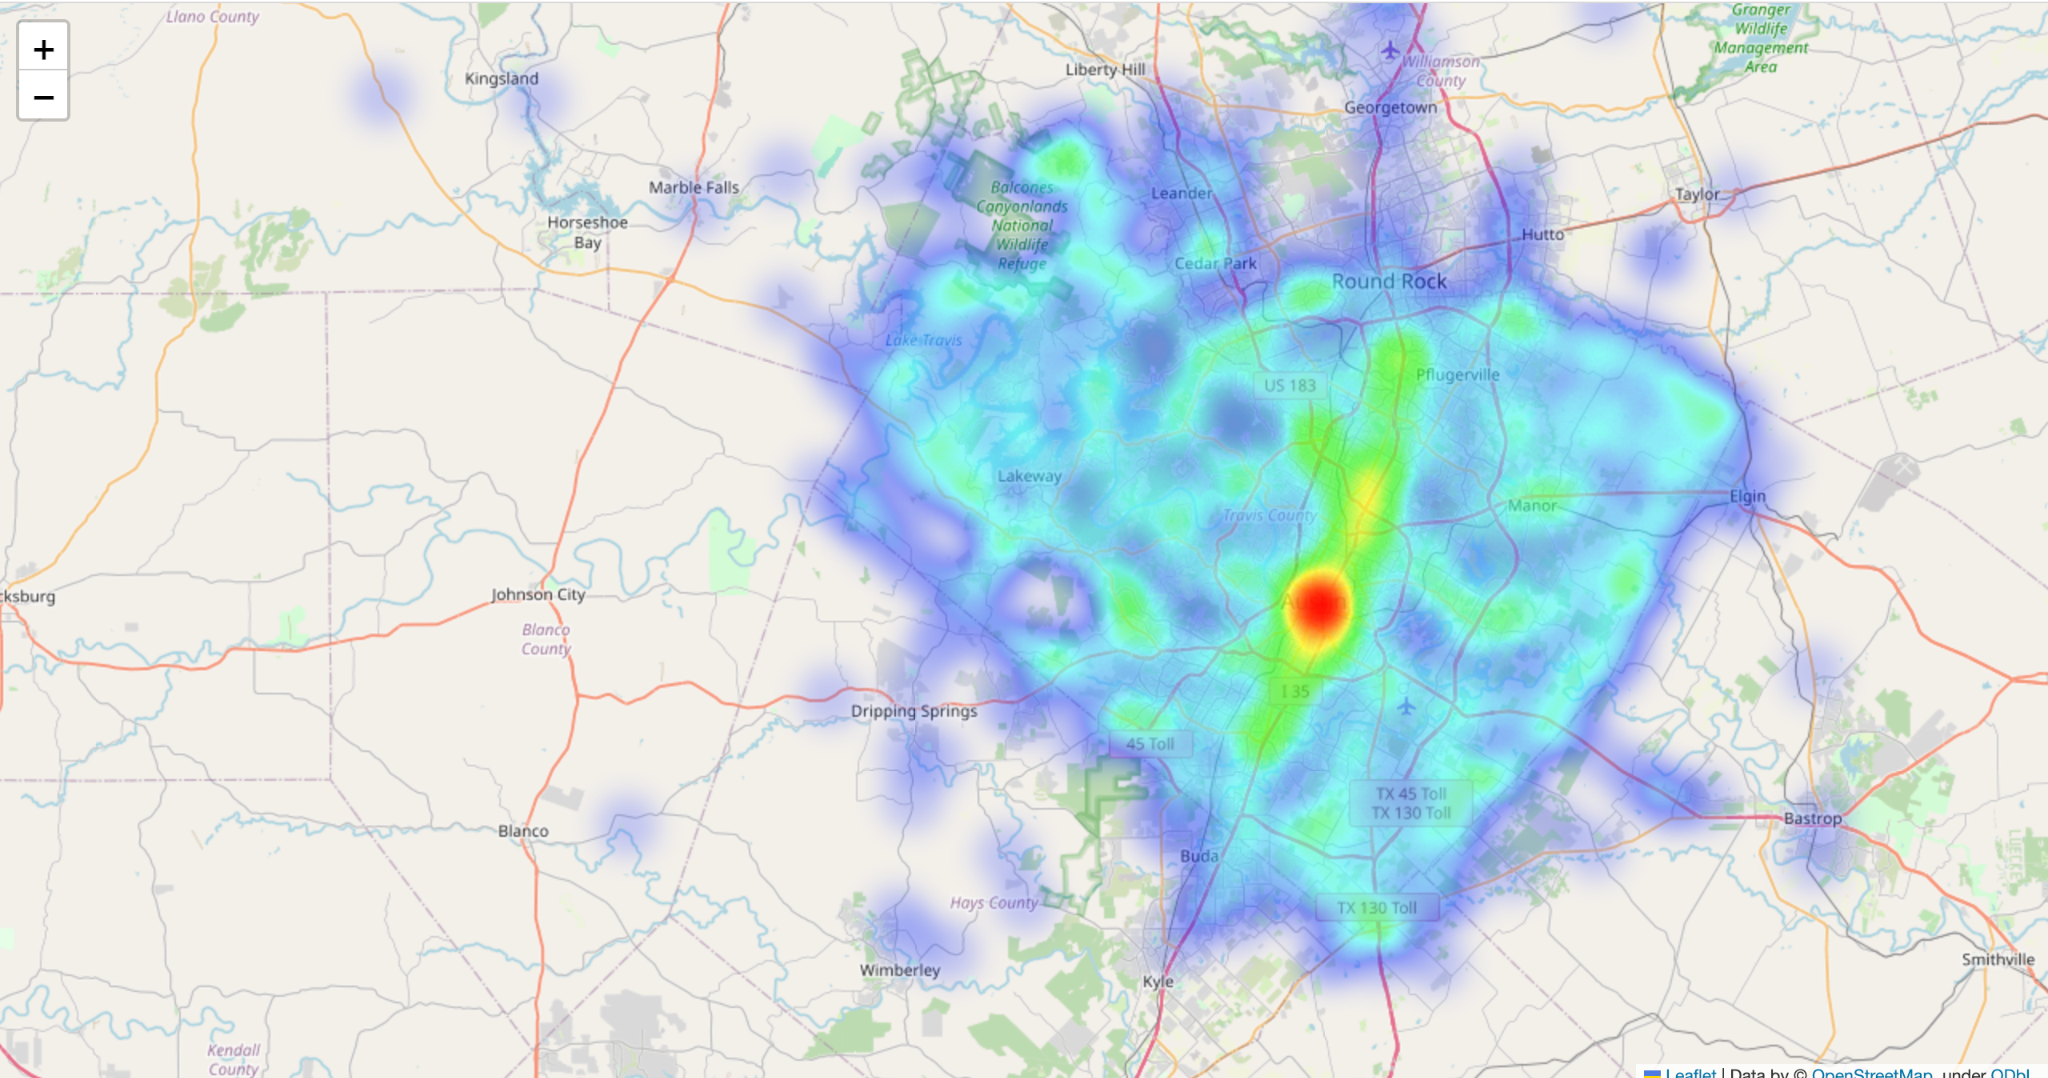 Llano County
+
−
Kingsland
Liberty Hill
Granger
Wildlife
Management
Area
Williamson
County
Georgetown
Marble Falls
Horseshoe
Bay
Balcones
Canyonlands
National
Wildlife
Refuge
Leander
Taylor
Hutto
Cedar Park
Round Rock
Lake Travis
US 183
Pflugerville
Lakeway
Travis County
Manor
Elgin
cksburg
Johnson City
Blanco
County
Dripping Springs
I 35
45 Toll
TX 45 Toll
TX 130 Toll
Bastrop
Blanco
Buda
Hays County
TX 130 Toll
Wimberley
Kyle
Smithville
Kendall
County
Leaflet | Data by © OpenStreetMap, under ODbL